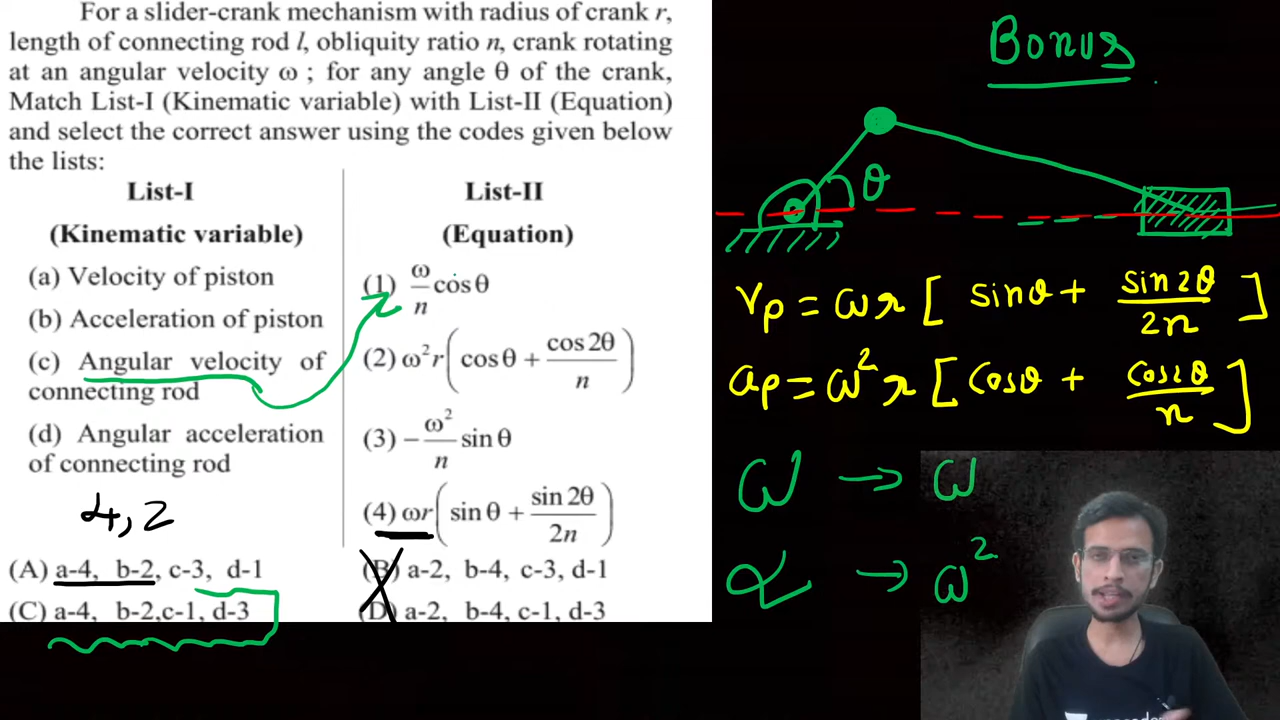 For a slider-crank mechanism with radius of crank r,
length of connecting rod l, obliquity ratio n, crank rotating
at an angular velocity ω ; for any angle θ of the crank,
Match List-I (Kinematic variable) with List-II (Equation)
and select the correct answer using the codes given below
the lists:
List-I
(Kinematic variable)
(a) Velocity of piston
(b) Acceleration of piston
(c) Angular velocity of
connecting rod
(d) Angular acceleration
of connecting rod
4, 2
List-II
(Equation)
(1) ω/n cosθ
(2) ω²r(cosθ + cos2θ/n)
(3) − ω²/n sin θ
(4) ωr(sinθ + sin 2θ/2n)
(A) a-4, b-2, c-3, d-1
(B) a-2, b-4, c-3, d-1
(C) a-4, b-2,c-1, d-3
(D) a-2, b-4, c-1, d-3
Bonus
θ
Vp = ωr [ sinθ + sin2θ/2n ]
ap = ω²r [ cosθ + cos2θ/n ]
ω → ω
α → ω²